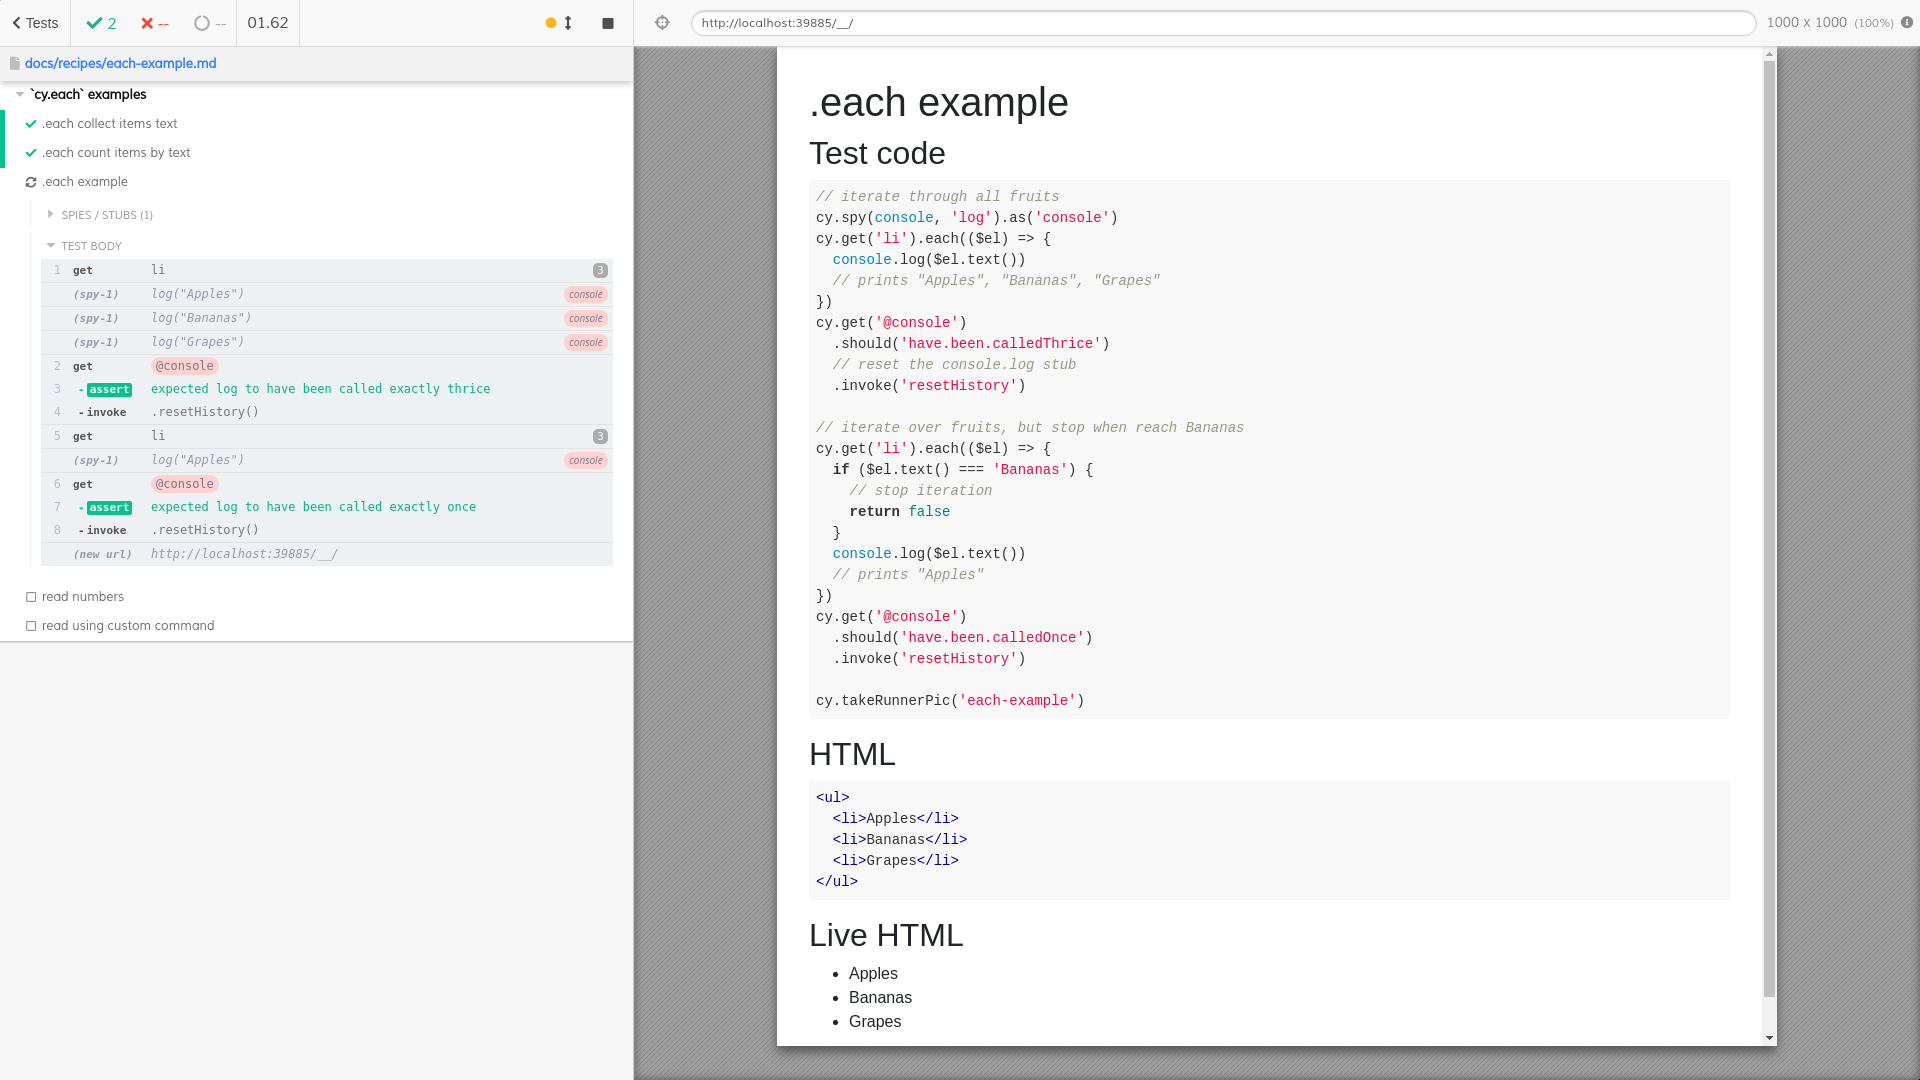 Tests
2
--
--
01.62
http://localhost:39885/__/
1000 x 1000 (100%)
docs/recipes/each-example.md
`cy.each` examples
.each collect items text
.each count items by text
.each example
SPIES / STUBS (1)
TEST BODY
1 get li 3
(spy-1) log("Apples") console
(spy-1) log("Bananas") console
(spy-1) log("Grapes") console
2 get @console
3 - assert expected log to have been called exactly thrice
4 - invoke .resetHistory()
5 get li 3
(spy-1) log("Apples") console
6 get @console
7 - assert expected log to have been called exactly once
8 - invoke .resetHistory()
(new url) http://localhost:39885/__/
read numbers
read using custom command
.each example
Test code
// iterate through all fruits
cy.spy(console, 'log').as('console')
cy.get('li').each(($el) => {
  console.log($el.text())
  // prints "Apples", "Bananas", "Grapes"
})
cy.get('@console')
  .should('have.been.calledThrice')
  // reset the console.log stub
  .invoke('resetHistory')
// iterate over fruits, but stop when reach Bananas
cy.get('li').each(($el) => {
  if ($el.text() === 'Bananas') {
    // stop iteration
    return false
  }
  console.log($el.text())
  // prints "Apples"
})
cy.get('@console')
  .should('have.been.calledOnce')
  .invoke('resetHistory')
cy.takeRunnerPic('each-example')
HTML
<ul>
  <li>Apples</li>
  <li>Bananas</li>
  <li>Grapes</li>
</ul>
Live HTML
• Apples
• Bananas
• Grapes